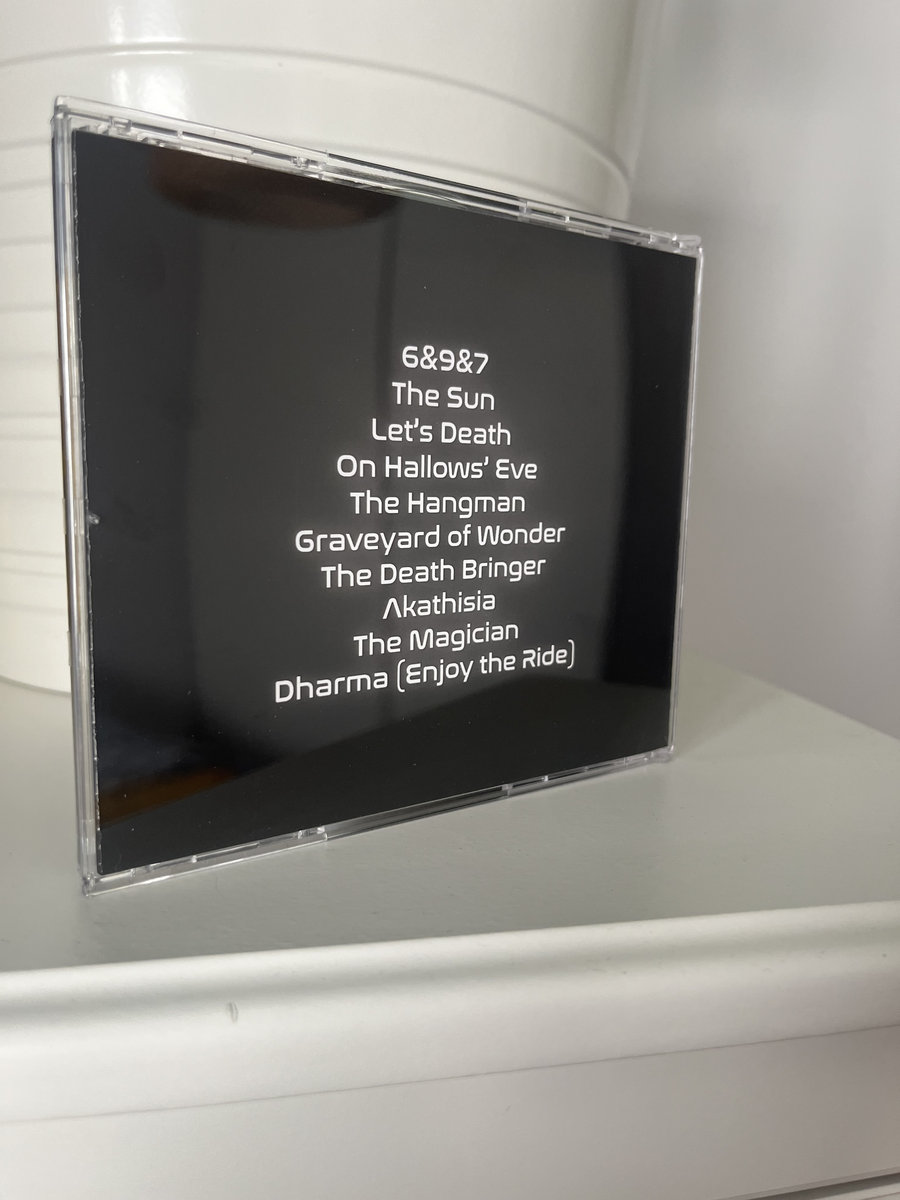 6&9&7
The Sun
Let's Death
On Hallows' Eve
The Hangman
Graveyard of Wonder
The Death Bringer
Akathisia
The Magician
Dharma (Enjoy the Ride)